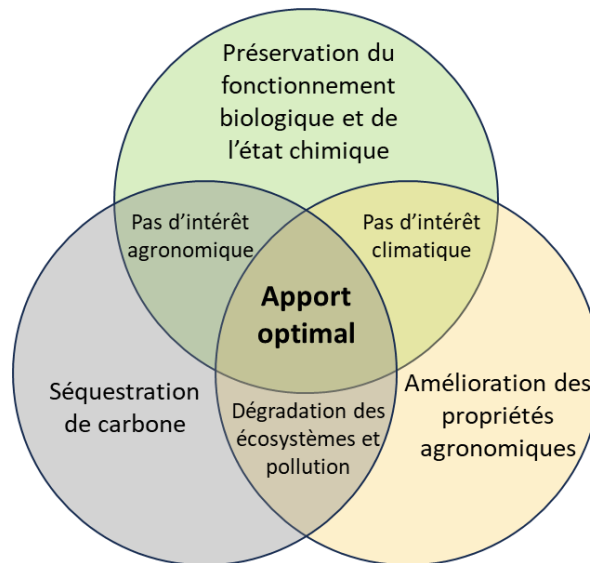 Préservation du
fonctionnement
biologique et de
l’état chimique
Pas d’intérêt
agronomique
Pas d’intérêt
climatique
Apport
optimal
Séquestration
de carbone
Dégradation des
écosystèmes et
pollution
Amélioration des
propriétés
agronomiques